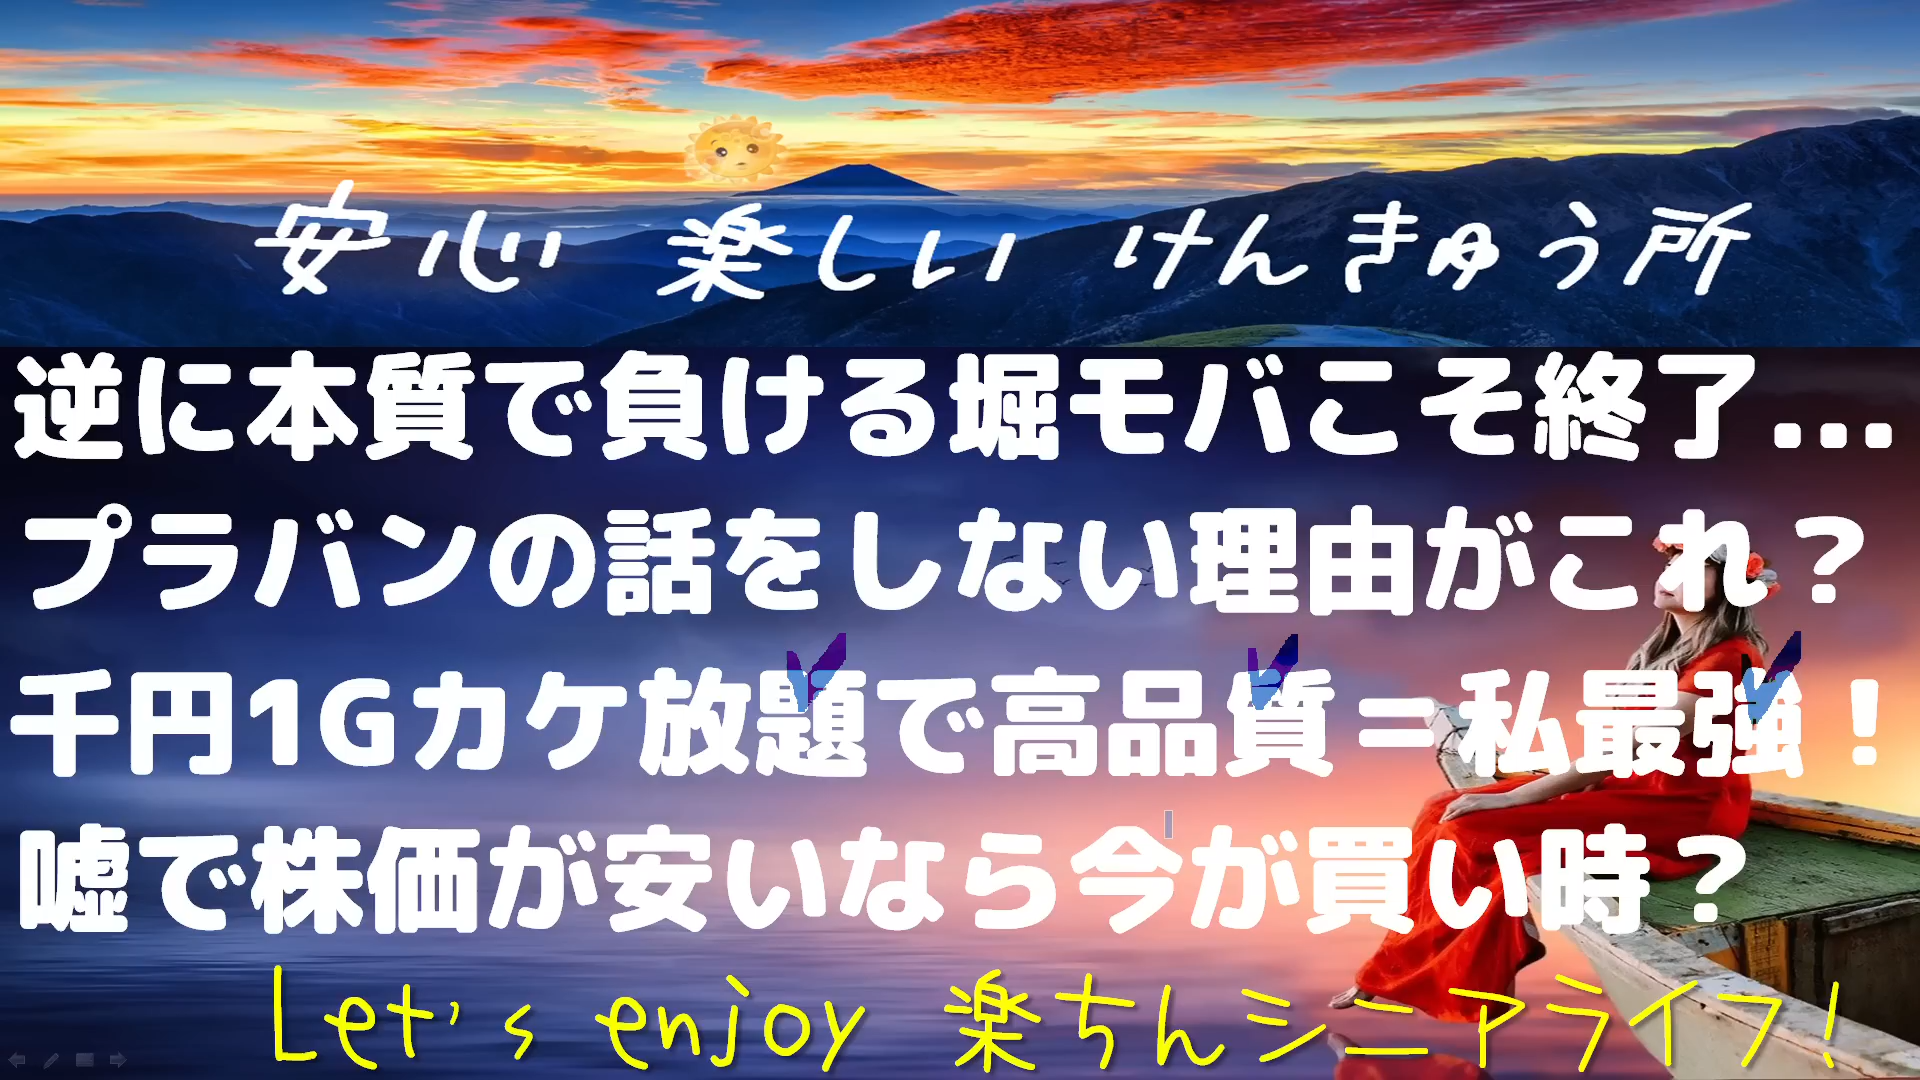 安心 楽しい けんきゅう所
逆に本質で負ける堀モバこそ終了...
プラバンの話をしない理由がこれ？
千円1Gカケ放題で高品質＝私最強！
嘘で株価が安いなら今が買い時？
Let's enjoy 楽ちんシニアライフ！